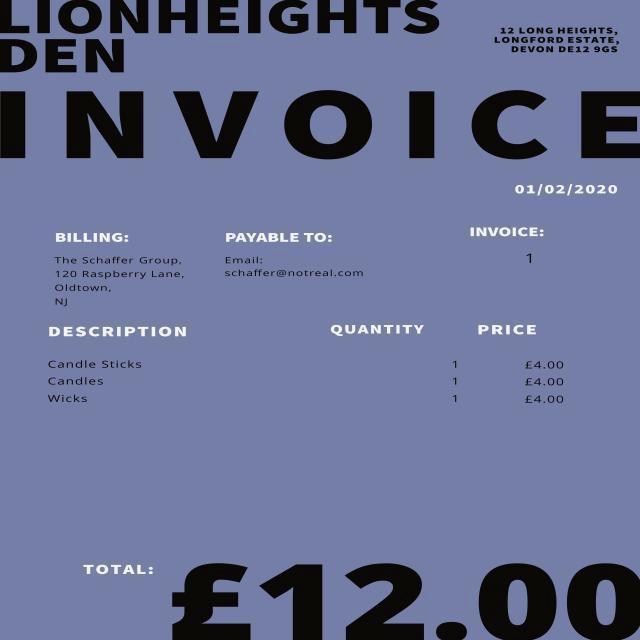 LIONHEIGHTS
DEN
12 LONG HEIGHTS,
LONGFORD ESTATE,
DEVON DE12 9GS
INVOICE
01/02/2020
BILLING:
The Schaffer Group,
120 Raspberry Lane,
Oldtown,
NJ
PAYABLE TO:
Email:
schaffer@notreal.com
INVOICE:
1
DESCRIPTION QUANTITY PRICE
Candle Sticks 1 £4.00
Candles 1 £4.00
Wicks 1 £4.00
TOTAL: £12.00